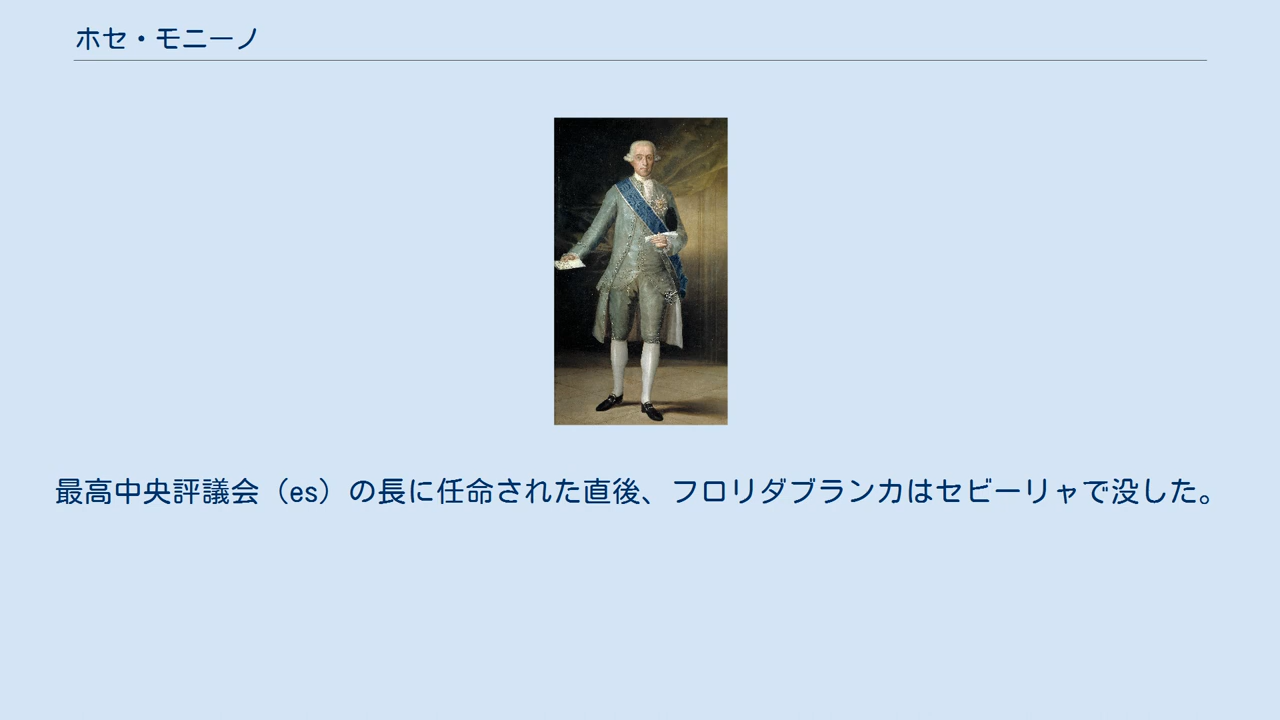 ホセ・モニーノ
最高中央評議会（es）の長に任命された直後、フロリダブランカはセビーリャで没した。